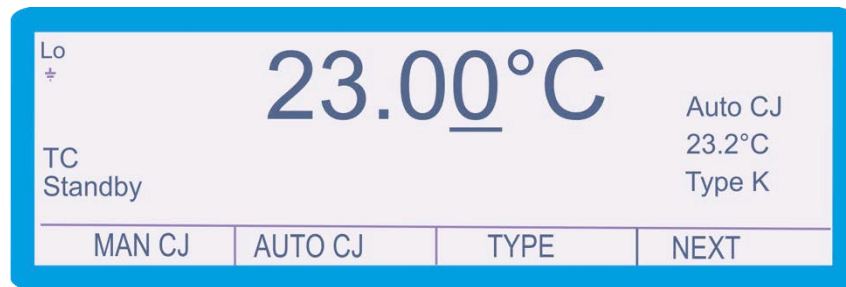 Lo
23.00°C
Auto CJ
23.2°C
Type K
TC
Standby
MAN CJ AUTO CJ TYPE NEXT